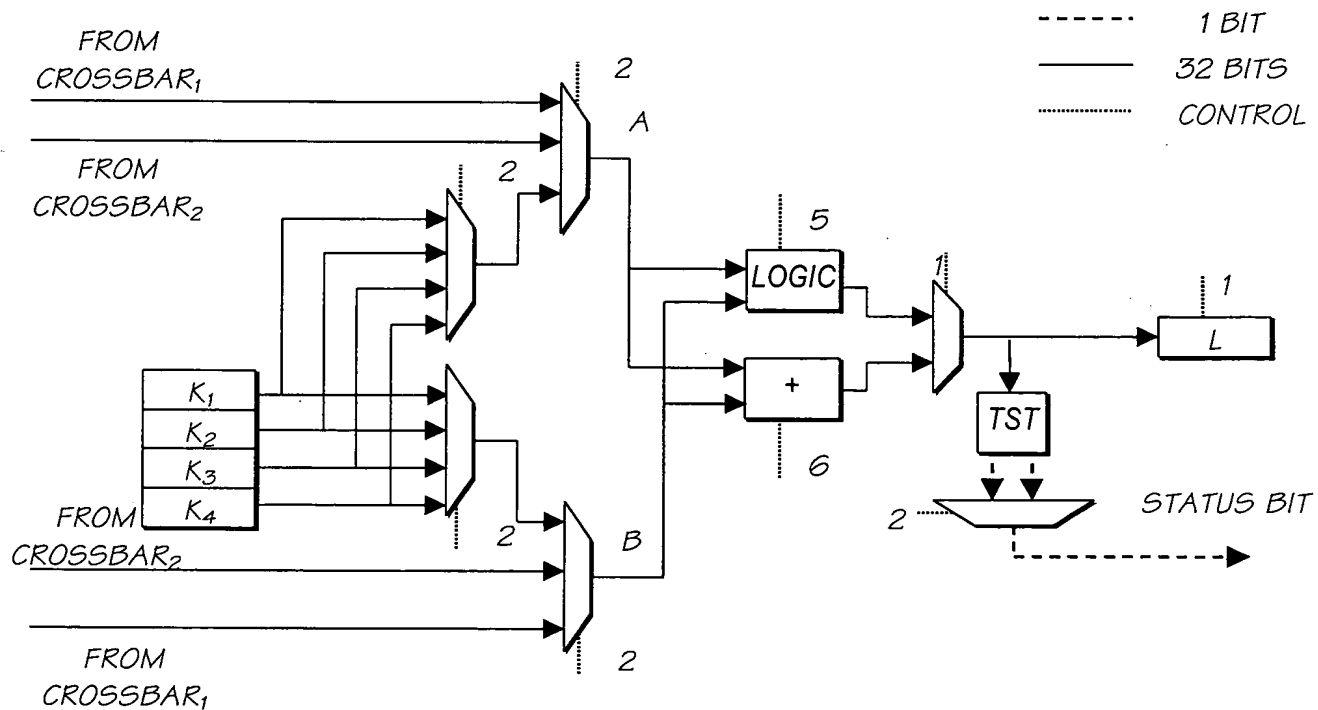 1 BIT
32 BITS
CONTROL
FROM
CROSSBAR₁
2
A
FROM
CROSSBAR₂
2
5
LOGIC
1
1
L
K₁
K₂
K₃
K₄
+
6
TST
2
STATUS BIT
FROM
CROSSBAR₂
2
B
2
FROM
CROSSBAR₁